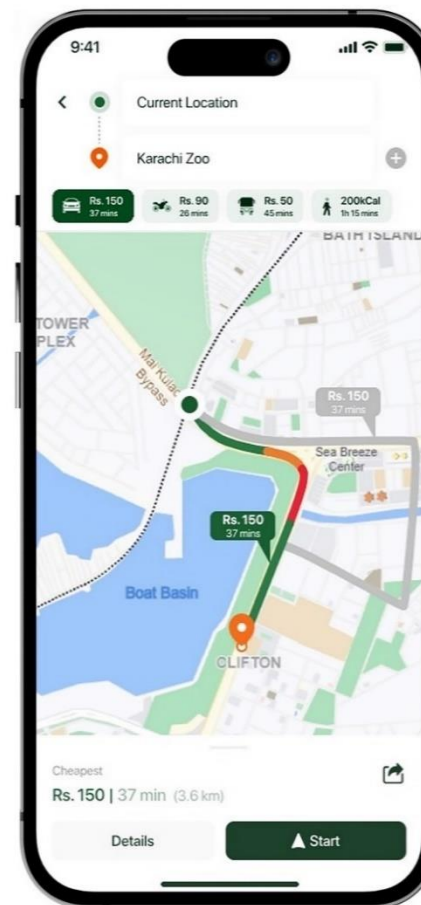 9:41
Current Location
Karachi Zoo
Rs. 150
37 mins
Rs. 90
26 mins
Rs. 50
45 mins
200kCal
1h 15 mins
BATH ISLAND
TOWER
PLEX
Mai Kulac
Bypass
Rs. 150
37 mins
Sea Breeze
Center
Rs. 150
37 mins
Boat Basin
CLIFTON
Cheapest
Rs. 150 | 37 min (3.6 km)
Details
Start